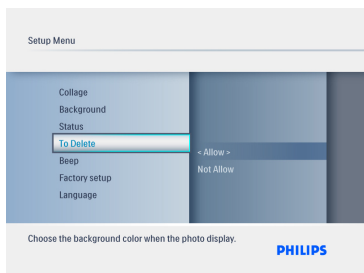 Setup Menu
Collage
Background
Status
To Delete
Beep
Factory setup
Language
< Allow >
Not Allow
Choose the background color when the photo display.
PHILIPS